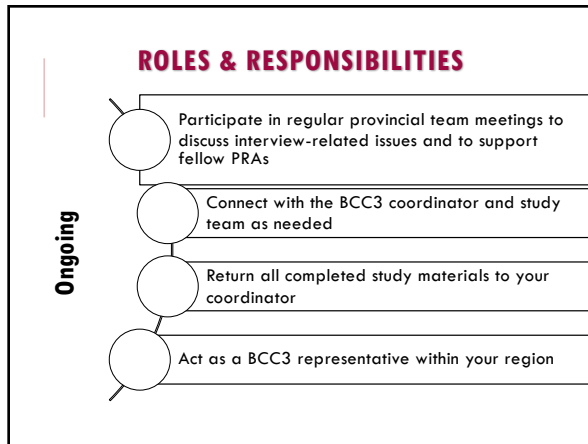 ROLES & RESPONSIBILITIES
Ongoing
Participate in regular provincial team meetings to
discuss interview-related issues and to support
fellow PRAs
Connect with the BCC3 coordinator and study
team as needed
Return all completed study materials to your
coordinator
Act as a BCC3 representative within your region